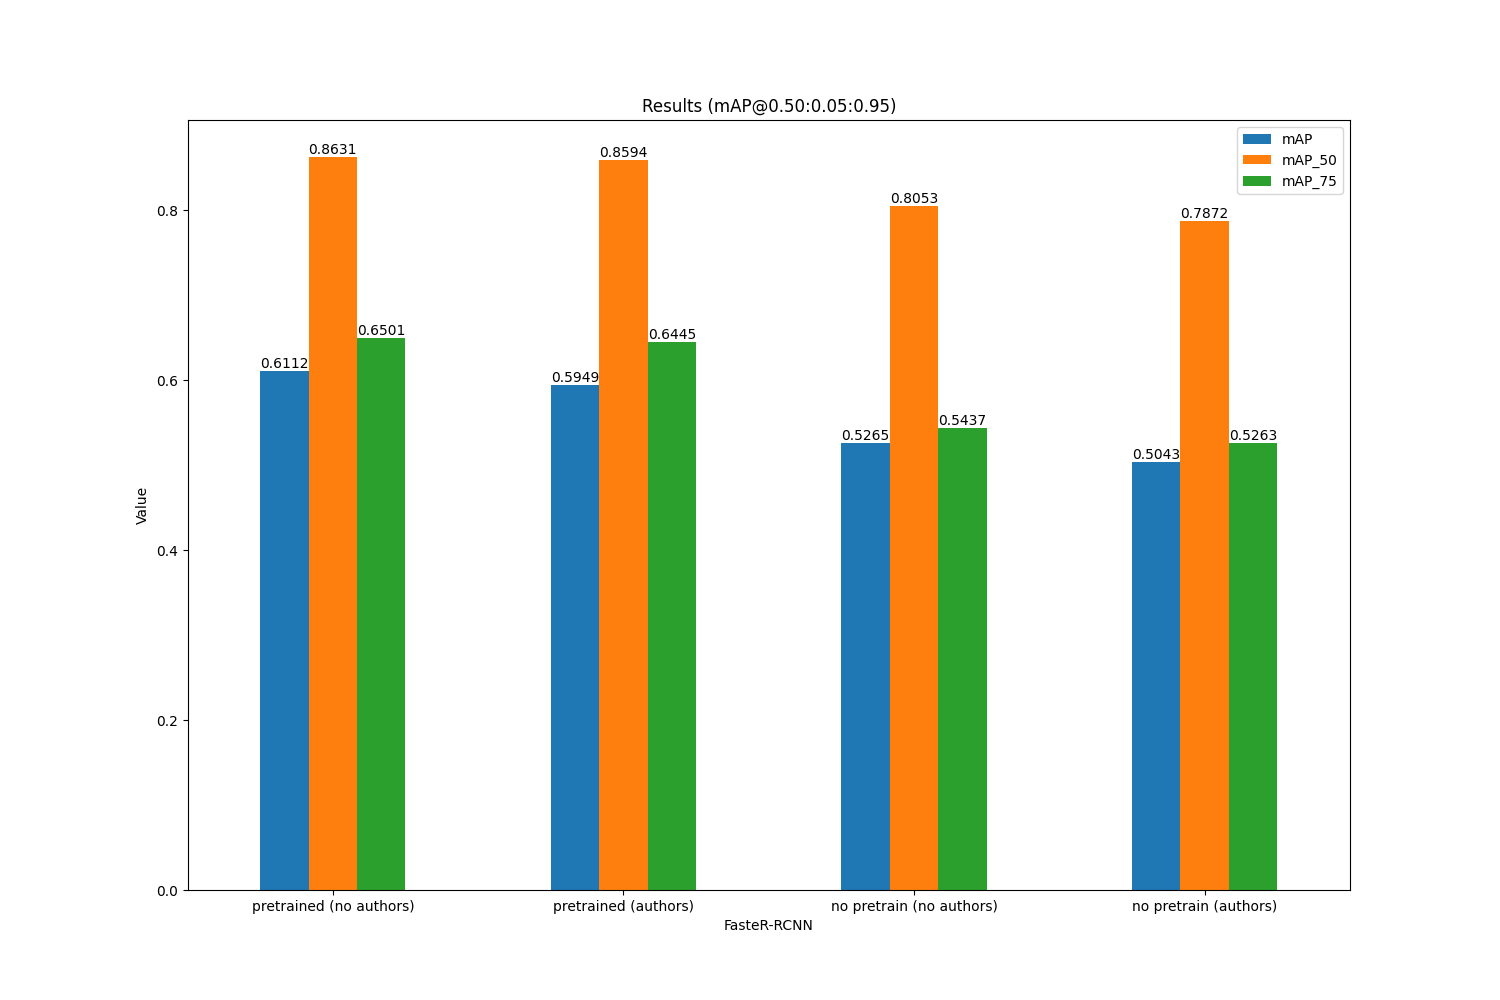 Results (mAP@0.50:0.05:0.95)
mAP
mAP_50
mAP_75
Value
0.8
0.6
0.4
0.2
0.0
0.6112
0.8631
0.6501
0.5949
0.8594
0.6445
0.5265
0.8053
0.5437
0.5043
0.7872
0.5263
pretrained (no authors)
pretrained (authors)
no pretrain (no authors)
no pretrain (authors)
FasteR-RCNN